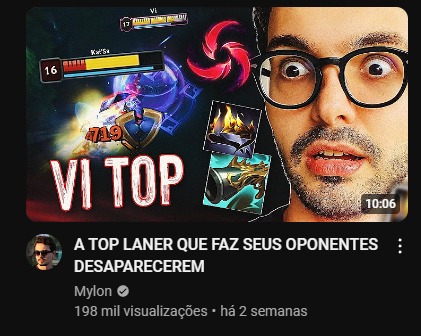 Vi
17
Kai'Sa
16
719
VI TOP
10:06
A TOP LANER QUE FAZ SEUS OPONENTES
DESAPARECEREM
Mylon
198 mil visualizações • há 2 semanas